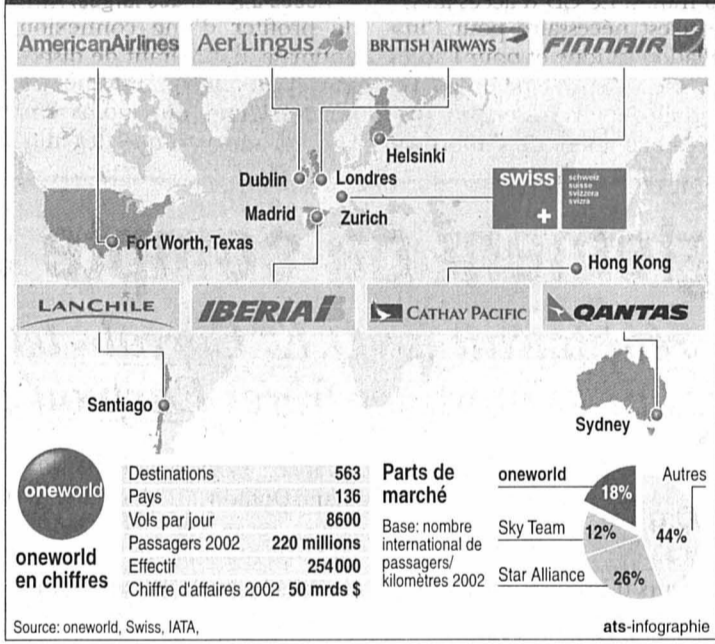 AmericanAirlines
Aer Lingus
BRITISH AIRWAYS
FINNAIR
Helsinki
Dublin
Londres
swiss
schweiz
suisse
svizzera
svizra
Madrid
Zurich
Fort Worth, Texas
Hong Kong
LANCHILE
IBERIA
CATHAY PACIFIC
QANTAS
Santiago
Sydney
oneworld
oneworld
en chiffres
Destinations 563
Pays 136
Vols par jour 8600
Passagers 2002 220 millions
Effectif 254000
Chiffre d'affaires 2002 50 mrds $
Parts de
marché
Base: nombre
international de
passagers/
kilomètres 2002
oneworld 18%
Autres 44%
Sky Team 12%
Star Alliance 26%
Source: oneworld, Swiss, IATA,
ats-infographie